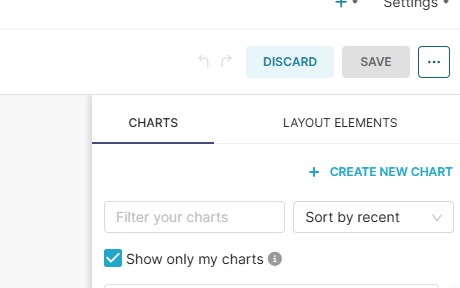 Settings
DISCARD SAVE ...
CHARTS LAYOUT ELEMENTS
+ CREATE NEW CHART
Filter your charts Sort by recent
Show only my charts